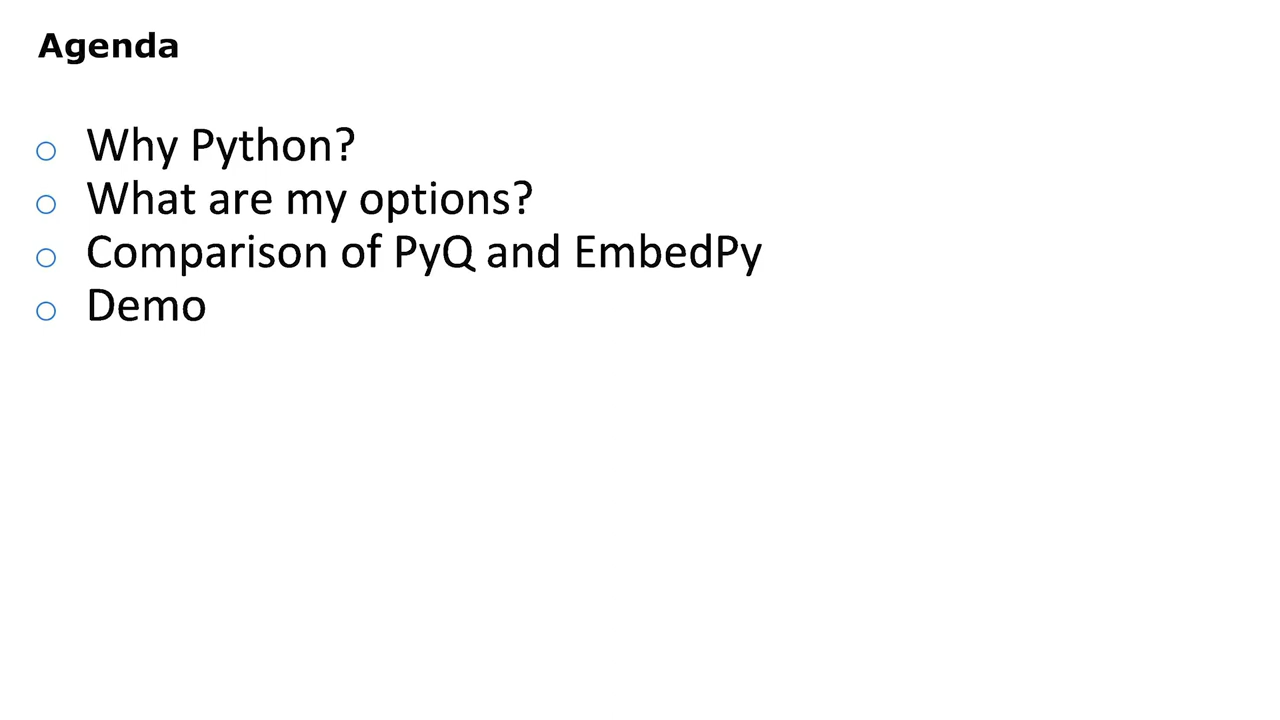 Agenda
Why Python?
What are my options?
Comparison of PyQ and EmbedPy
Demo